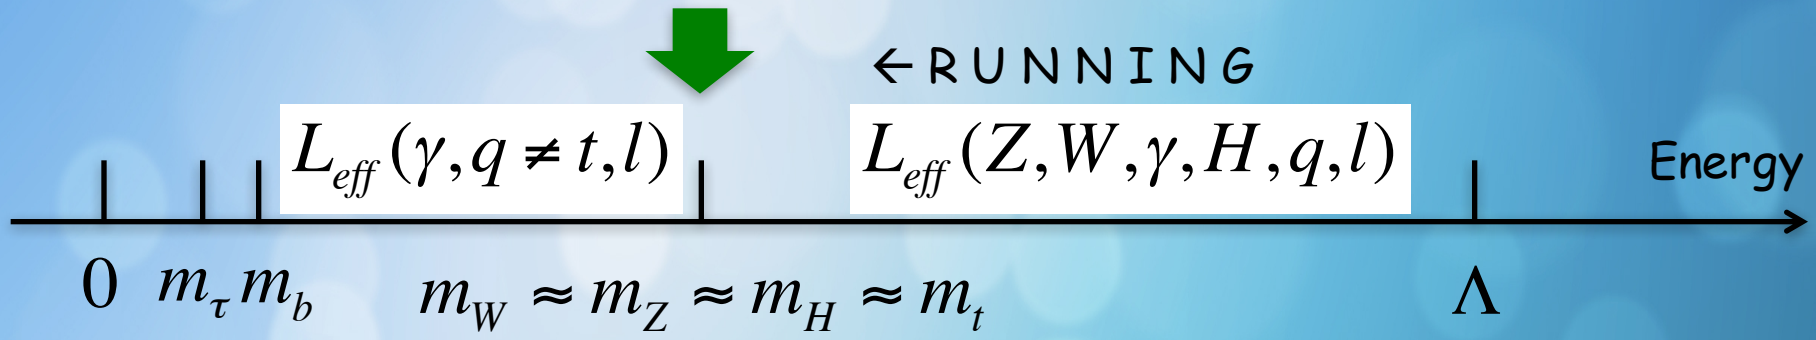 ←RUNNING
L_eff(γ,q ≠ t,l) L_eff(Z,W,γ,H,q,l) Energy
0 m_τ m_b m_W ≈ m_Z ≈ m_H ≈ m_t Λ